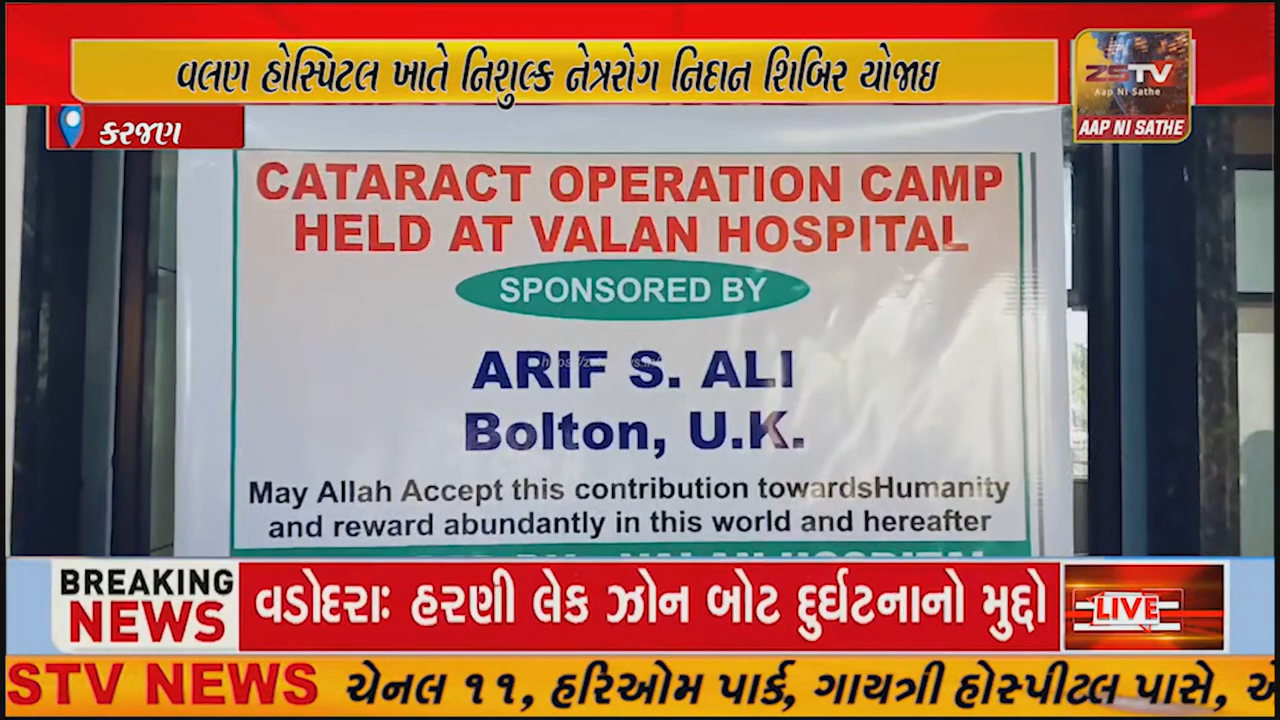 વલણ હોસ્પિટલ ખાતે નિશુલ્ક નેત્રરોગ નિદાન શિબિર યોજાઇ
ZSTV
Aap Ni Sathe
AAP NI SATHE
કરજણ
CATARACT OPERATION CAMP
HELD AT VALAN HOSPITAL
SPONSORED BY
ARIF S. ALI
Bolton, U.K.
May Allah Accept this contribution towardsHumanity
and reward abundantly in this world and hereafter
VALAN HOSPITAL
BREAKING
NEWS
વડોદરાઃ હરણી લેક ઝોન બોટ દુર્ઘટનાનો મુદ્દો
LIVE
STV NEWS ચેનલ ૧૧, હરિઓમ પાર્ક, ગાયત્રી હોસ્પીટલ પાસે,